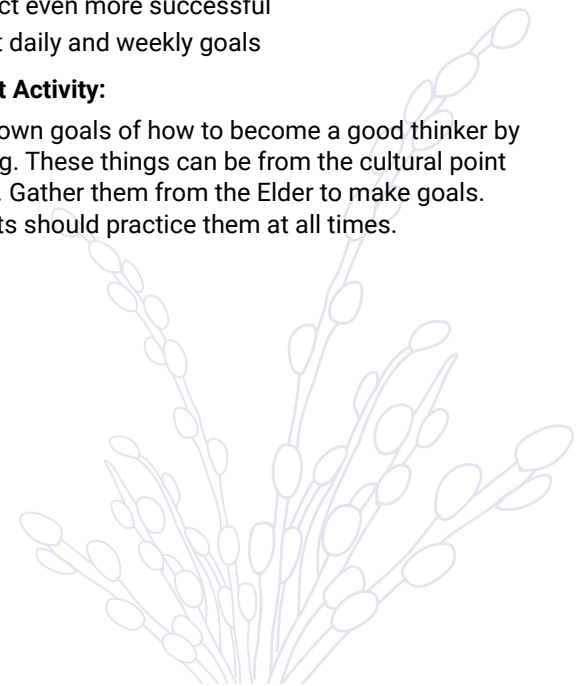 ct even more successful
t daily and weekly goals
t Activity:
own goals of how to become a good thinker by
g. These things can be from the cultural point
. Gather them from the Elder to make goals.
ts should practice them at all times.